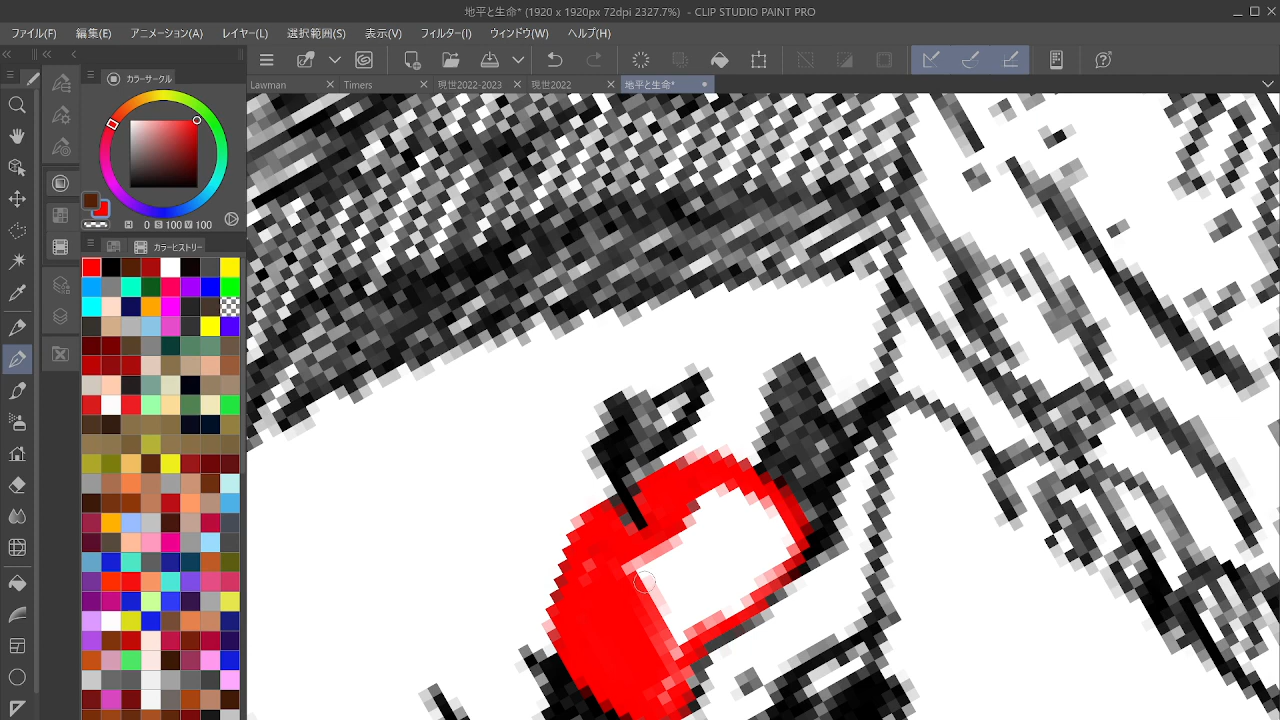 地平と生命* (1920 x 1920px 72dpi 2327.7%) - CLIP STUDIO PAINT PRO
ファイル(F) 編集(E) アニメーション(A) レイヤー(L) 選択範囲(S) 表示(V) フィルター(I) ウィンドウ(W) ヘルプ(H)
カラーサークル
Lawman Timers 現世2022-2023 現世2022 地平と生命*
H 0 S 100 V 100
カラーヒストリー